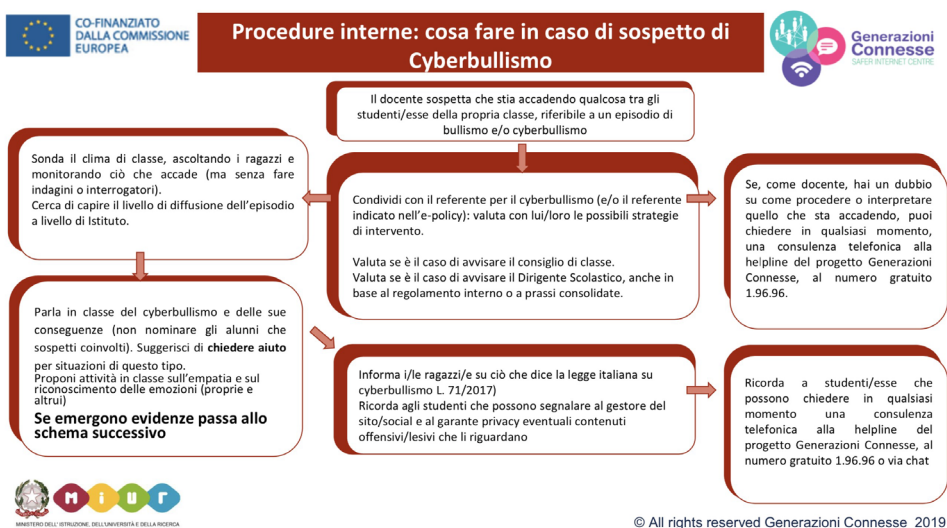 CO-FINANZIATO
DALLA COMMISSIONE
EUROPEA
Procedure interne: cosa fare in caso di sospetto di
Cyberbullismo
Generazioni
Connesse
SAFER INTERNET CENTRE
Il docente sospetta che stia accadendo qualcosa tra gli
studenti/esse della propria classe, riferibile a un episodio di
bullismo e/o cyberbullismo
Sonda il clima di classe, ascoltando i ragazzi e
monitorando ciò che accade (ma senza fare
indagini o interrogatori).
Cerca di capire il livello di diffusione dell'episodio
a livello di Istituto.
Condividi con il referente per il cyberbullismo (e/o il referente
indicato nell'e-policy): valuta con lui/loro le possibili strategie
di intervento.
Valuta se è il caso di avvisare il consiglio di classe.
Valuta se è il caso di avvisare il Dirigente Scolastico, anche in
base al regolamento interno o a prassi consolidate.
Se, come docente, hai un dubbio
su come procedere o interpretare
quello che sta accadendo, puoi
chiedere in qualsiasi momento,
una consulenza telefonica alla
helpline del progetto Generazioni
Connesse, al numero gratuito
1.96.96.
Parla in classe del cyberbullismo e delle sue
conseguenze (non nominare gli alunni che
sospetti coinvolti). Suggerisci di chiedere aiuto
per situazioni di questo tipo.
Proponi attività in classe sull'empatia e sul
riconoscimento delle emozioni (proprie e
altrui)
Se emergono evidenze passa allo
schema successivo
Informa i/le ragazzi/e su ciò che dice la legge italiana su
cyberbullismo L. 71/2017)
Ricorda agli studenti che possono segnalare al gestore del
sito/social e al garante privacy eventuali contenuti
offensivi/lesivi che li riguardano
Ricorda a studenti/esse che
possono chiedere in qualsiasi
momento una consulenza
telefonica alla helpline del
progetto Generazioni Connesse, al
numero gratuito 1.96.96 o via chat
miur
MINISTERO DELL' ISTRUZIONE, DELL'UNIVERSITÀ E DELLA RICERCA
© All rights reserved Generazioni Connesse 2019